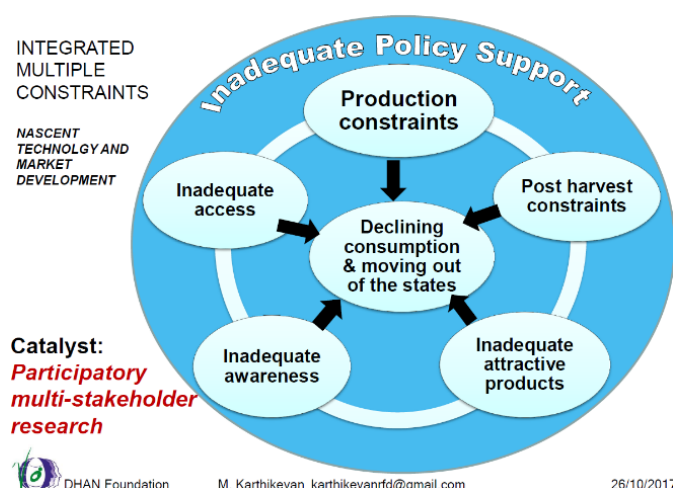 INTEGRATED
MULTIPLE
CONSTRAINTS
NASCENT
TECHNOLGY AND
MARKET
DEVELOPMENT
Inadequate Policy Support
Production
constraints
Inadequate
access
Post harvest
constraints
Declining
consumption
& moving out
of the states
Inadequate
awareness
Inadequate
attractive
products
Catalyst:
Participatory
multi-stakeholder
research
DHAN Foundation
M. Karthikeyan, karthikeyanrfd@gmail.com
26/10/2017